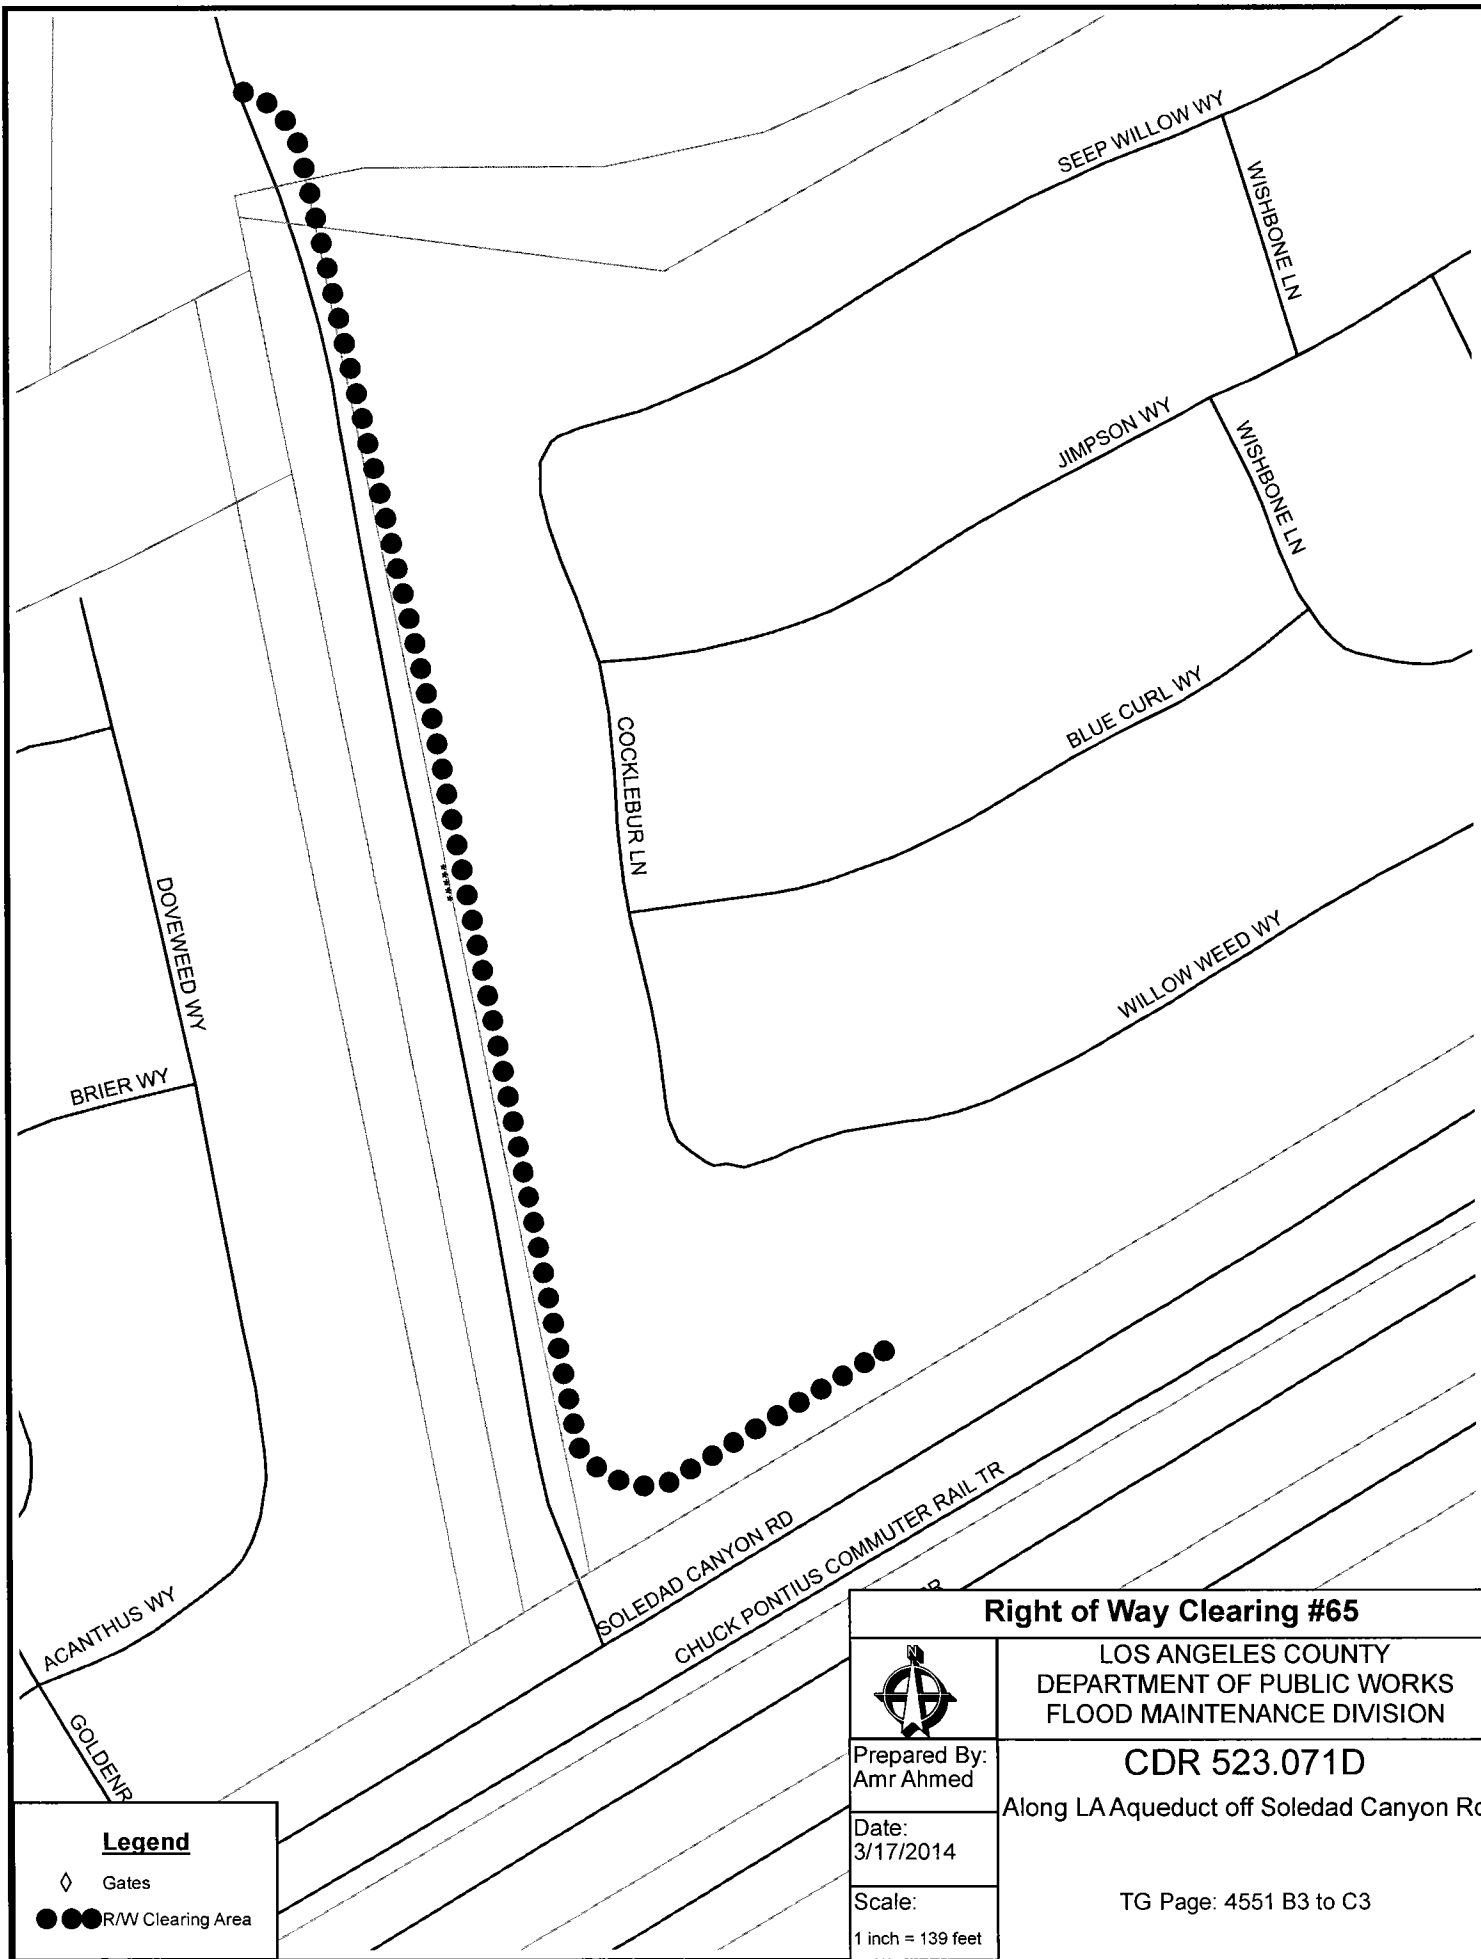 SEEP WILLOW WY
WISHBONE LN
JIMPSON WY
WISHBONE LN
BLUE CURL WY
COCKLEBUR LN
DOVEWEED WY
WILLOW WEED WY
BRIER WY
SOLEDAD CANYON RD
CHUCK PONTIUS COMMUTER RAIL TR
ACANTHUS WY
GOLDENR
Right of Way Clearing #65
N
LOS ANGELES COUNTY
DEPARTMENT OF PUBLIC WORKS
FLOOD MAINTENANCE DIVISION
Prepared By:
Amr Ahmed
CDR 523.071D
Along LA Aqueduct off Soledad Canyon Rd
Date:
3/17/2014
Scale:
1 inch = 139 feet
TG Page: 4551 B3 to C3
Legend
Gates
R/W Clearing Area